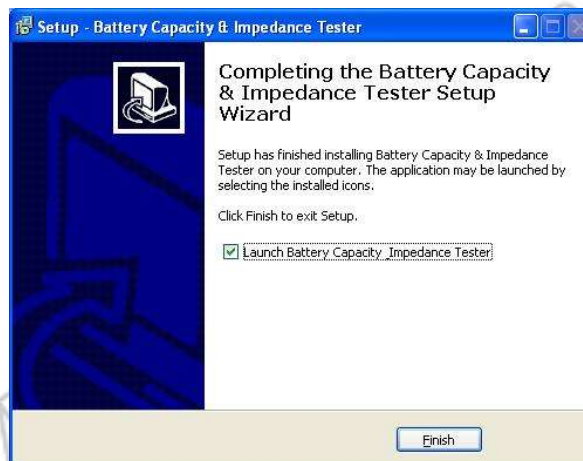 Setup - Battery Capacity & Impedance Tester
Completing the Battery Capacity
& Impedance Tester Setup
Wizard
Setup has finished installing Battery Capacity & Impedance
Tester on your computer. The application may be launched by
selecting the installed icons.
Click Finish to exit Setup.
Launch Battery Capacity_Impedance Tester
Finish